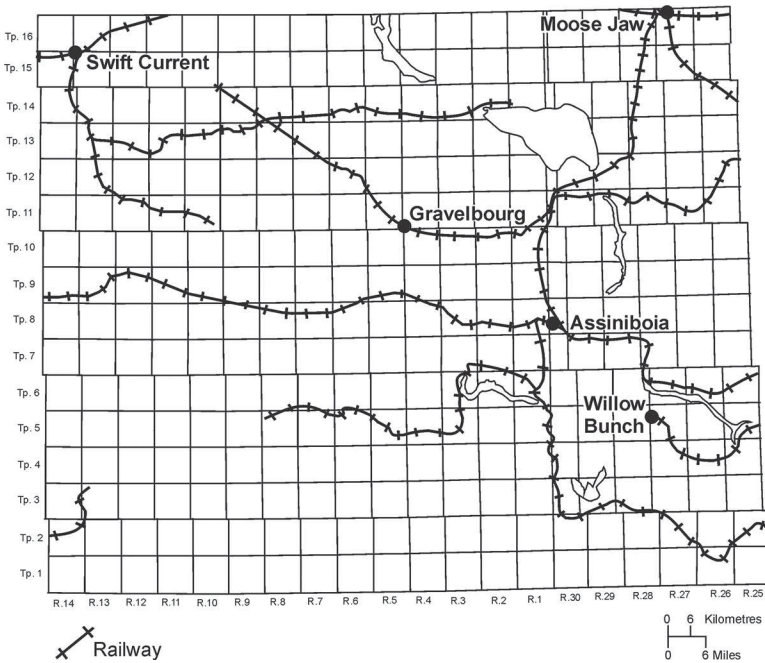 Moose Jaw
Swift Current
Gravelbourg
Assiniboia
Willow
Bunch
Tp. 16
Tp. 15
Tp. 14
Tp. 13
Tp. 12
Tp. 11
Tp. 10
Tp. 9
Tp. 8
Tp. 7
Tp. 6
Tp. 5
Tp. 4
Tp. 3
Tp. 2
Tp. 1
R.14 R.13 R.12 R.11 R.10 R.9 R.8 R.7 R.6 R.5 R.4 R.3 R.2 R.1 R.30 R.29 R.28 R.27 R.26 R.25
Railway
0 6 Kilometres
0 6 Miles